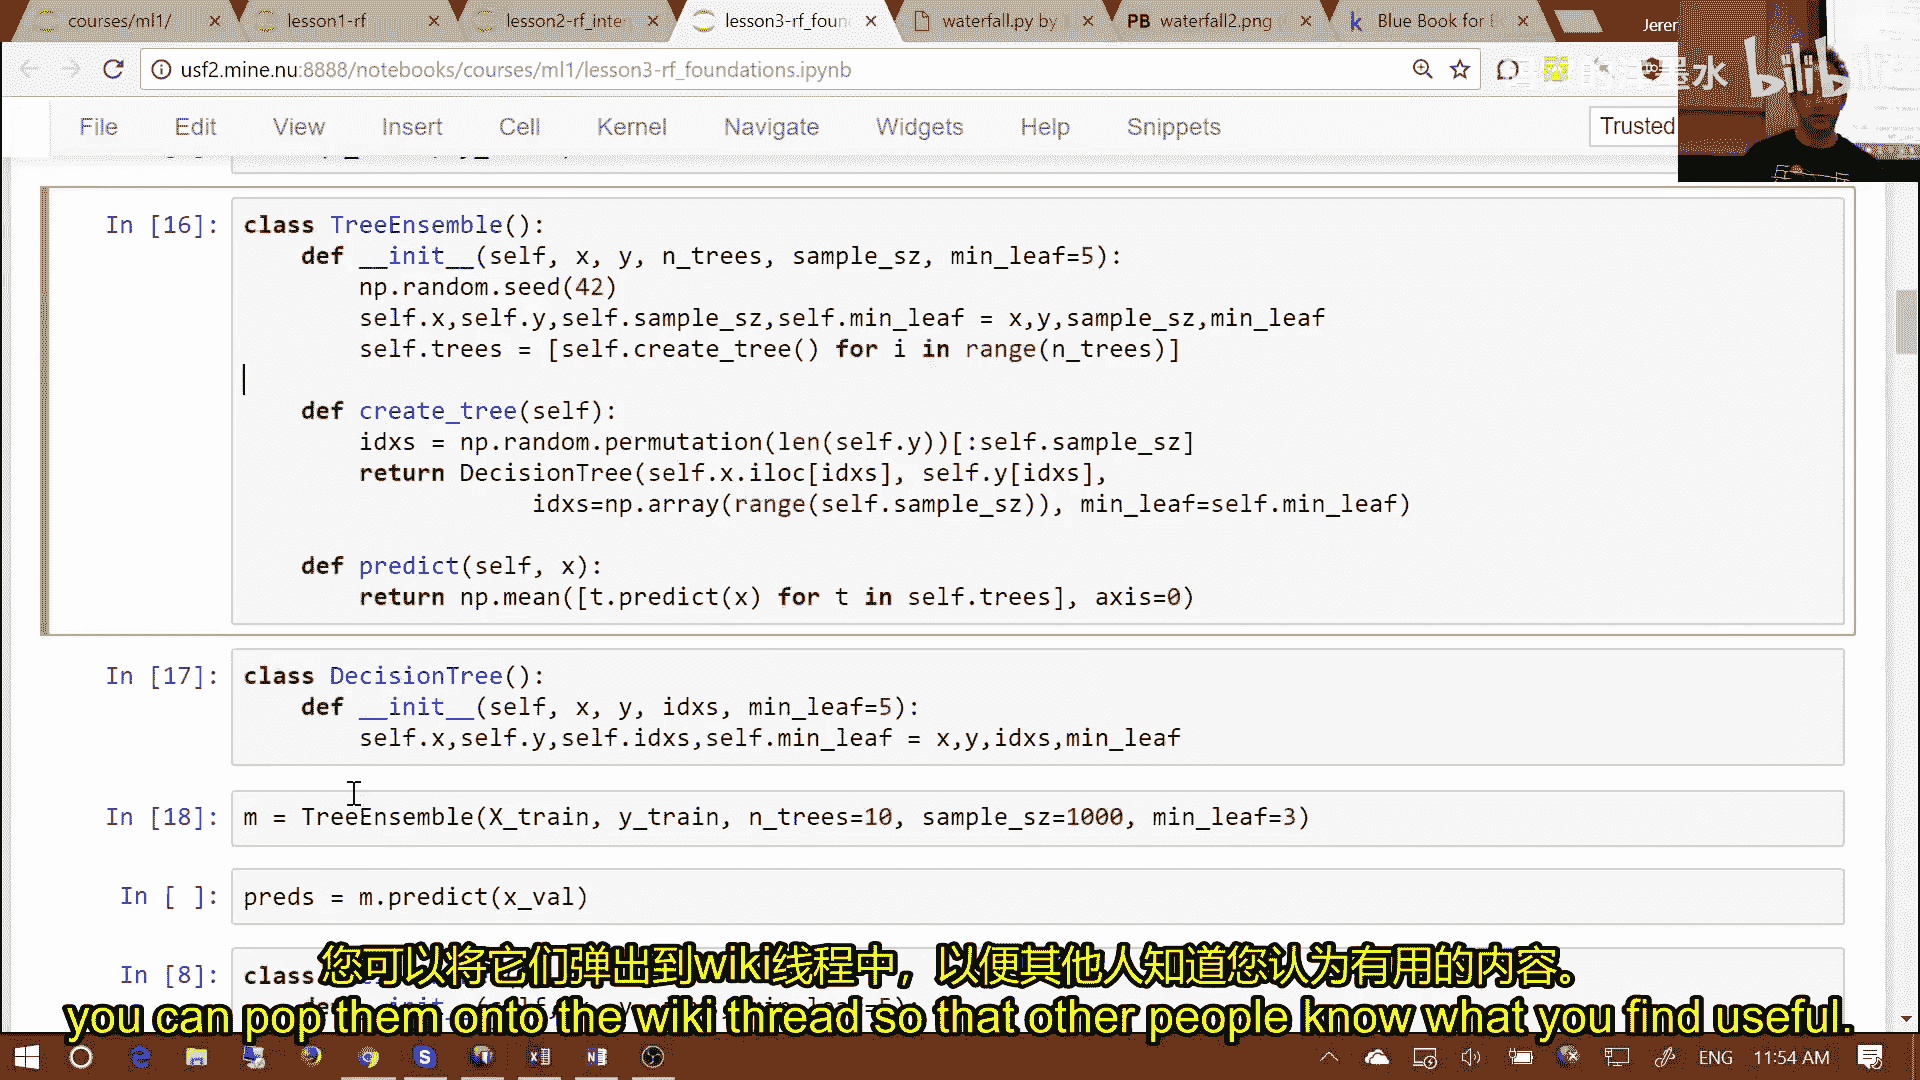 courses/ml1/
lesson1-rf
lesson2-rf_inte
lesson3-rf_foun
waterfall.py by
PB waterfall2.png
k Blue Book for
Jerer
usf2.mine.nu:8888/notebooks/courses/ml1/lesson3-rf_foundations.ipynb
墨水
bilib
File Edit View Insert Cell Kernel Navigate Widgets Help Snippets
Trusted
In [16]:
class TreeEnsemble():
def __init__(self, x, y, n_trees, sample_sz, min_leaf=5):
np.random.seed(42)
self.x,self.y,self.sample_sz,self.min_leaf = x,y,sample_sz,min_leaf
self.trees = [self.create_tree() for i in range(n_trees)]
def create_tree(self):
idxs = np.random.permutation(len(self.y))[:self.sample_sz]
return DecisionTree(self.x.iloc[idxs], self.y[idxs],
idxs=np.array(range(self.sample_sz)), min_leaf=self.min_leaf)
def predict(self, x):
return np.mean([t.predict(x) for t in self.trees], axis=0)
In [17]:
class DecisionTree():
def __init__(self, x, y, idxs, min_leaf=5):
self.x,self.y,self.idxs,self.min_leaf = x,y,idxs,min_leaf
In [18]:
m = TreeEnsemble(X_train, y_train, n_trees=10, sample_sz=1000, min_leaf=3)
In [ ]:
preds = m.predict(x_val)
In [8]:
class
您可以将它们弹出到wiki线程中，以便其他人知道您认为有用的内容。
you can pop them onto the wiki thread so that other people know what you find useful.
ENG 11:54 AM